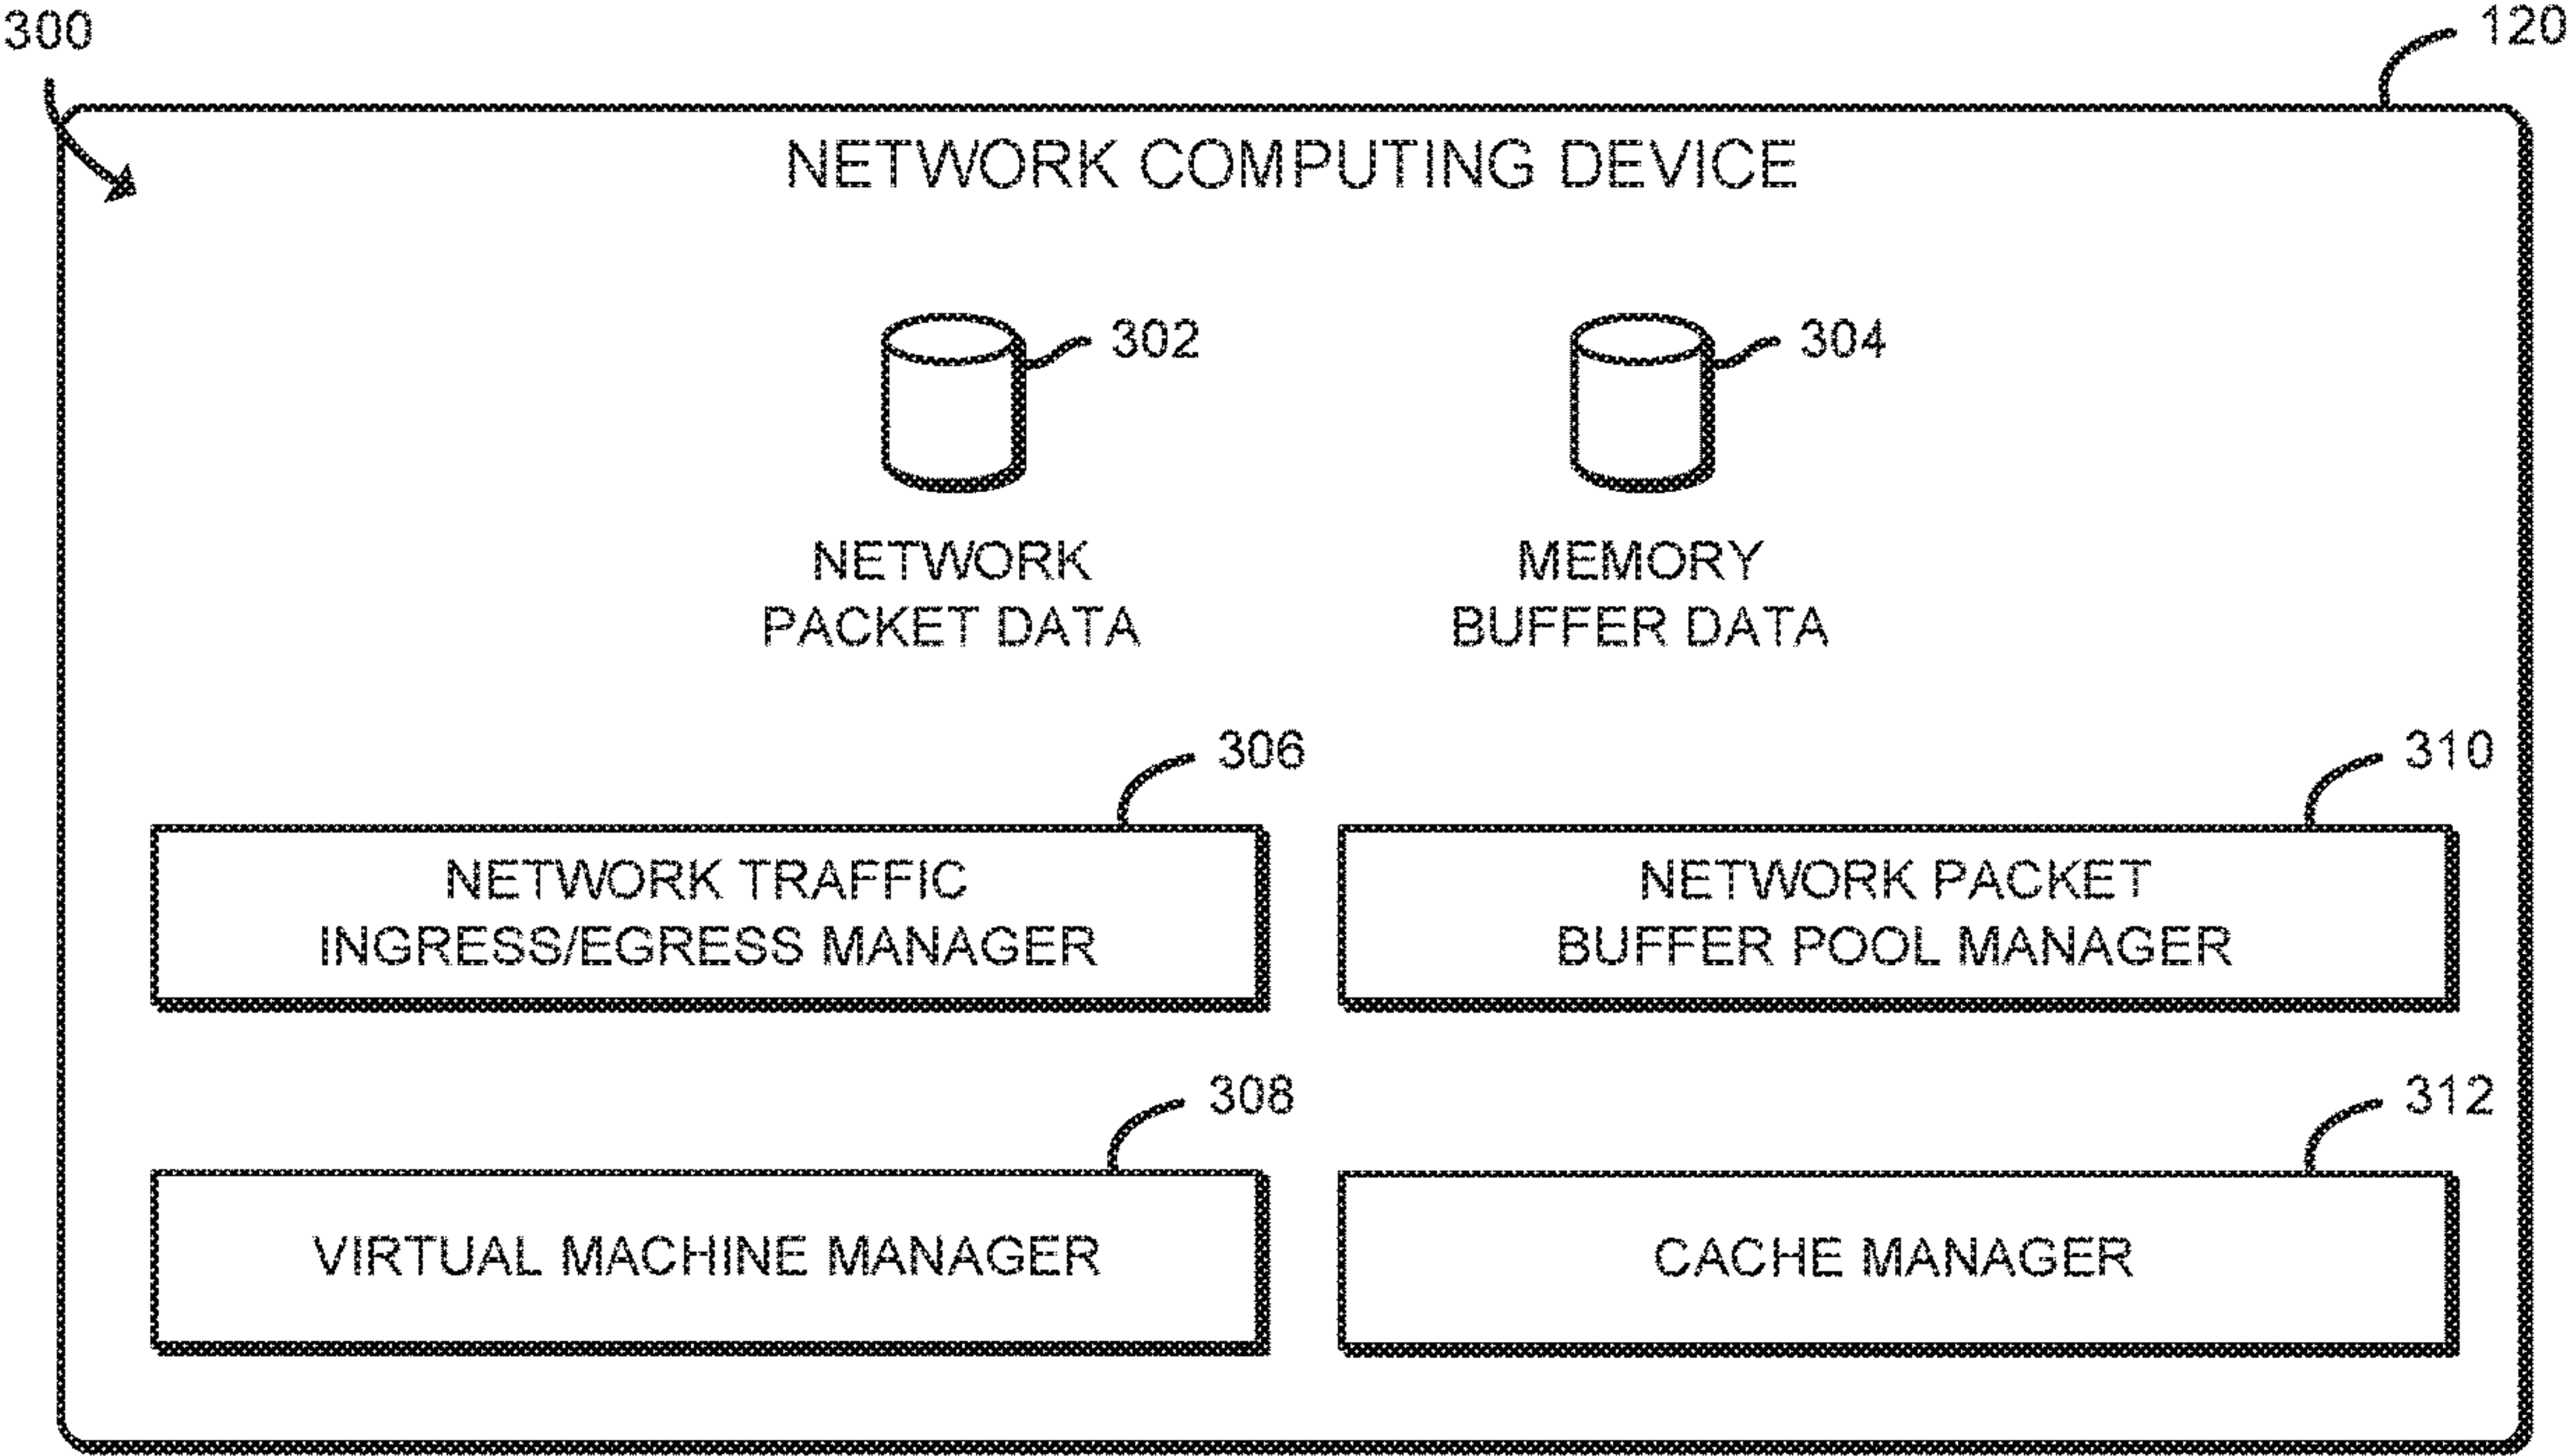 300
120
NETWORK COMPUTING DEVICE
302
304
NETWORK
PACKET DATA
MEMORY
BUFFER DATA
306
310
NETWORK TRAFFIC
INGRESS/EGRESS MANAGER
NETWORK PACKET
BUFFER POOL MANAGER
308
312
VIRTUAL MACHINE MANAGER
CACHE MANAGER